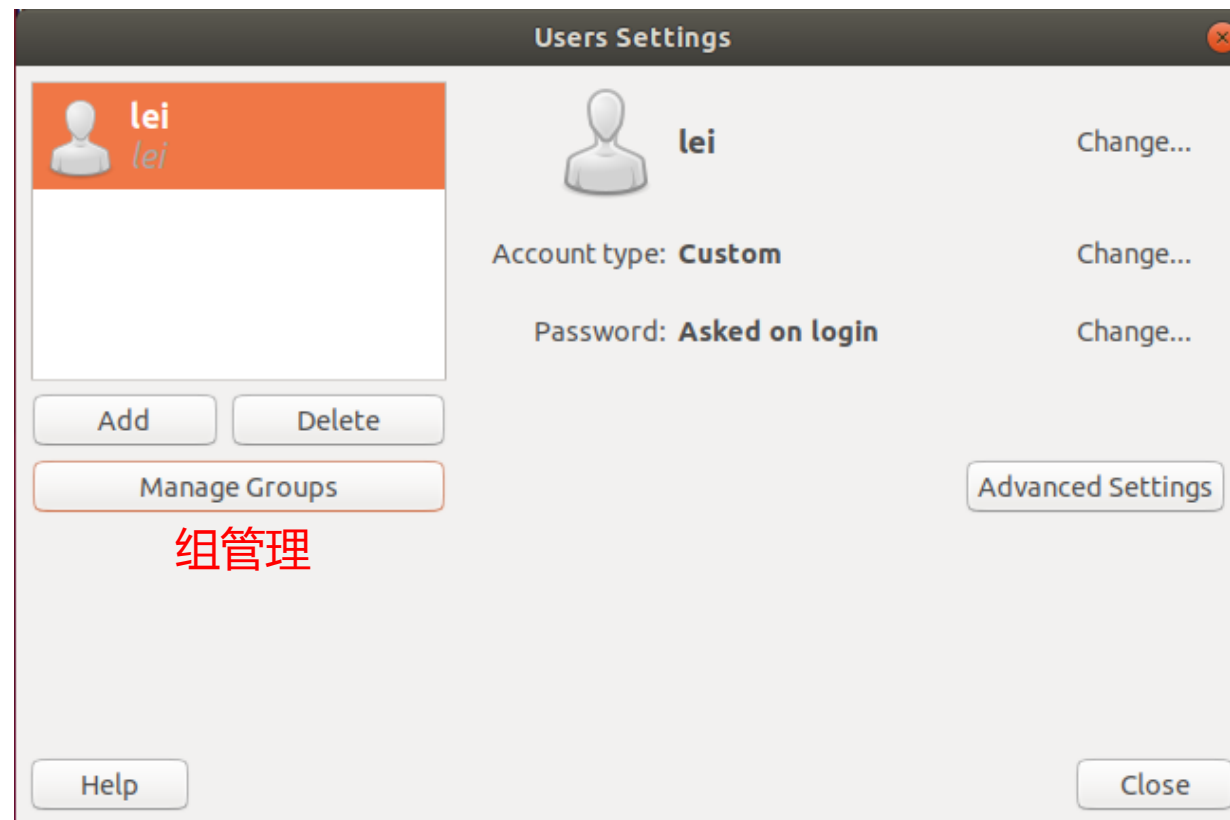 Users Settings
lei
lei
lei
Change...
Account type: Custom
Change...
Password: Asked on login
Change...
Add
Delete
Manage Groups
Advanced Settings
组管理
Help
Close